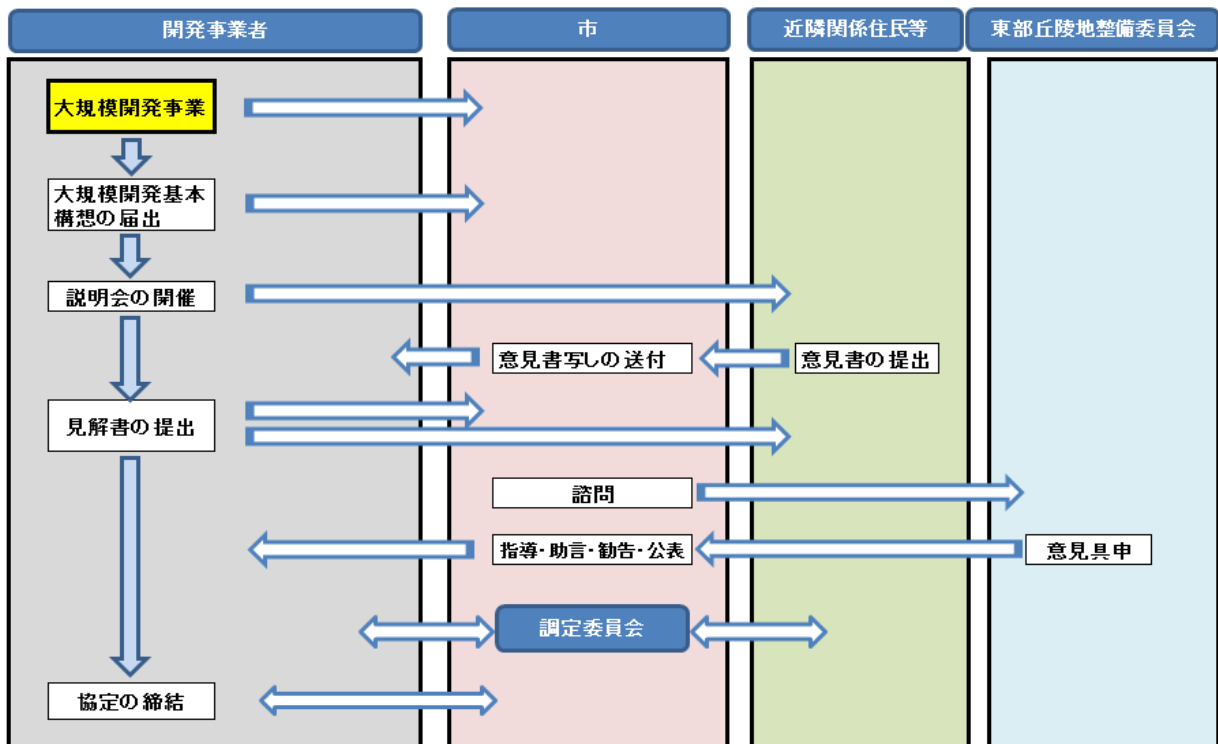 開発事業者
市
近隣関係住民等
東部丘陵地整備委員会
大規模開発事業
大規模開発基本
構想の届出
説明会の開催
意見書写しの送付
意見書の提出
見解書の提出
諮問
指導・助言・勧告・公表
意見具申
調定委員会
協定の締結